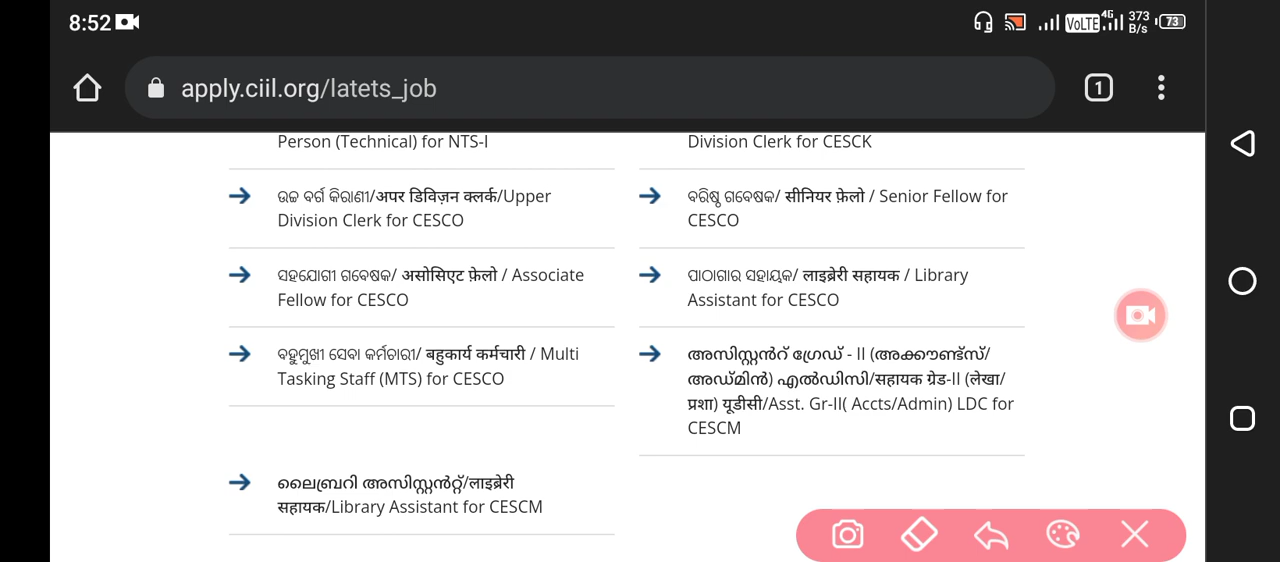 8:52
4G
VoLTE
373
B/s
73
apply.ciil.org/latets_job
1
Person (Technical) for NTS-I
Division Clerk for CESCK
ଉଚ୍ଚ ବର୍ଗ କିରାଣୀ/अपर डिविज़न क्लर्क/Upper
Division Clerk for CESCO
ବରିଷ୍ଠ ଗବେଷକ/ सीनियर फ़ेलो / Senior Fellow for
CESCO
ସହଯୋଗୀ ଗବେଷକ/ असोसिएट फ़ेलो / Associate
Fellow for CESCO
ପାଠାଗାର ସହାୟକ/ लाइब्रेरी सहायक / Library
Assistant for CESCO
ବହୁମୁଖୀ ସେବା କର୍ମଚାରୀ/ बहुकार्य कर्मचारी / Multi
Tasking Staff (MTS) for CESCO
അസിസ്റ്റൻറ് ഗ്രേഡ് - II (അക്കൗണ്ട്സ്/
അഡ്മിൻ) എൽഡിസി/सहायक ग्रेड-II (लेखा/
प्रशा) यूडीसी/Asst. Gr-II( Accts/Admin) LDC for
CESCM
ലൈബ്രറി അസിസ്റ്റൻറ്റ്/लाइब्रेरी
सहायक/Library Assistant for CESCM